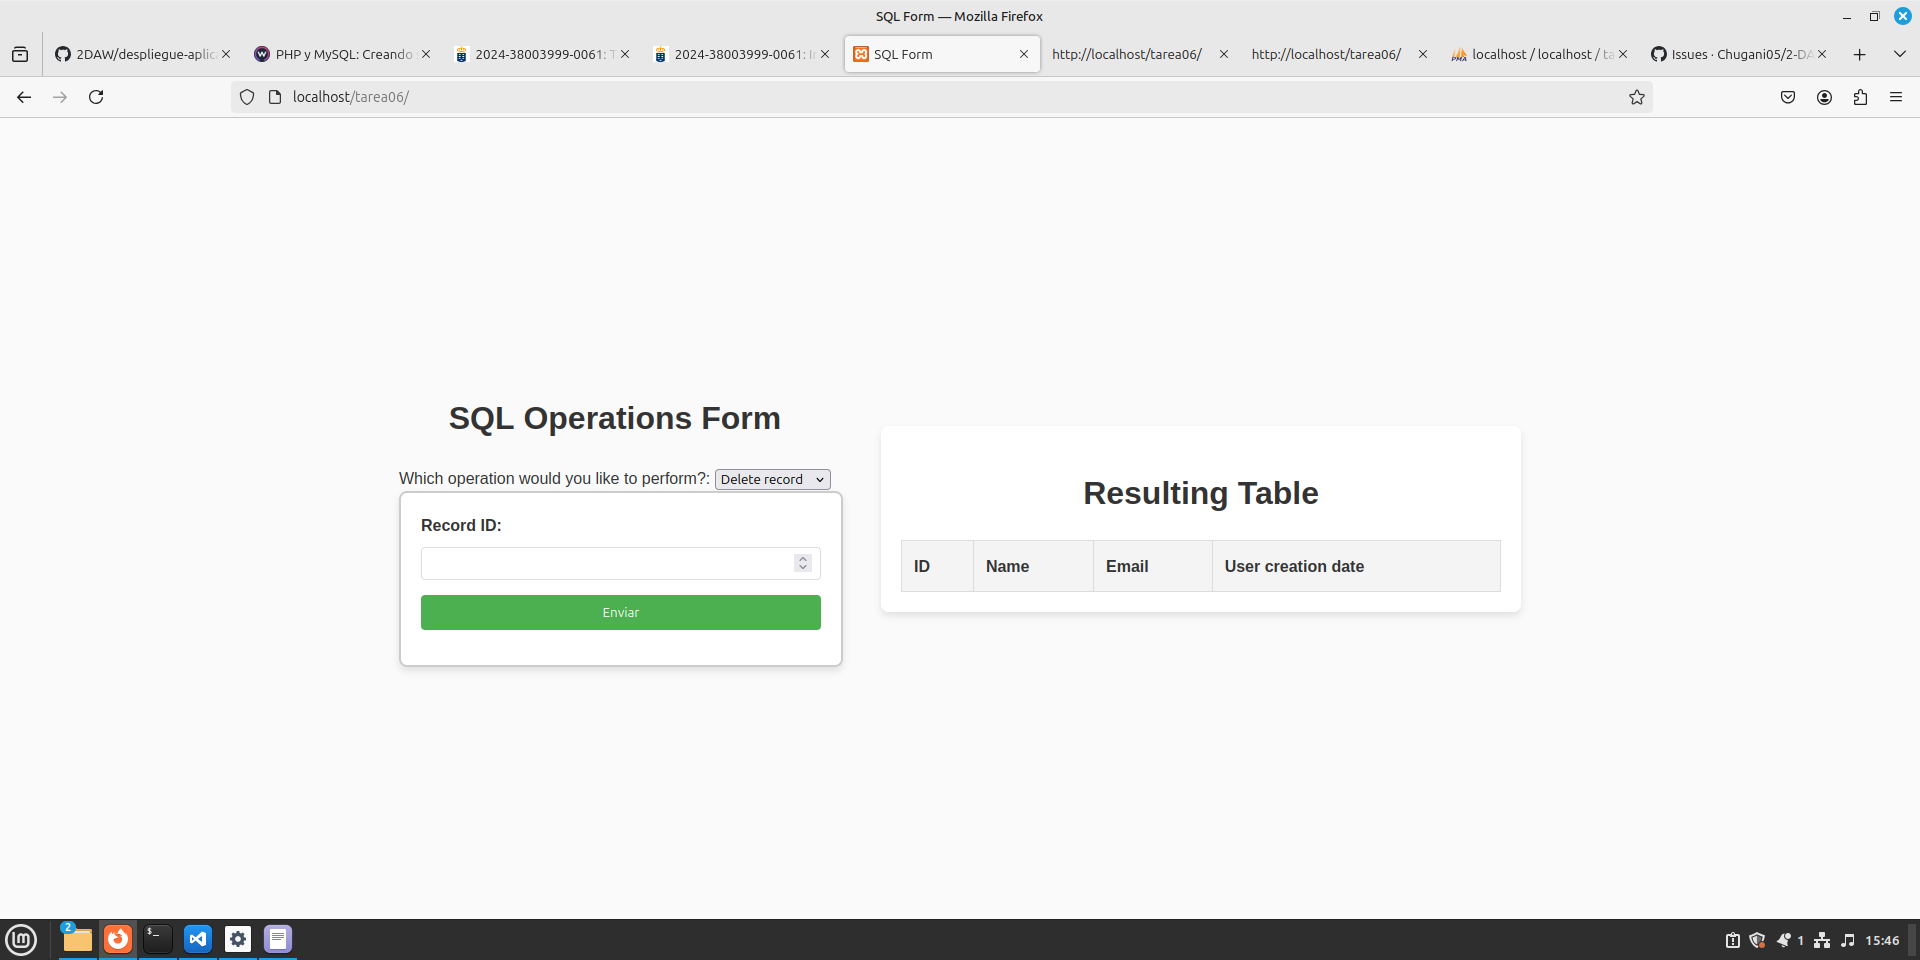 SQL Form — Mozilla Firefox
2DAW/despliegue-aplic
PHP y MySQL: Creando
2024-38003999-0061: T
2024-38003999-0061: I
SQL Form
http://localhost/tarea06/
http://localhost/tarea06/
localhost / localhost / ta
Issues · Chugani05/2-DA
localhost/tarea06/
SQL Operations Form
Which operation would you like to perform?: Delete record
Record ID:
Enviar
Resulting Table
ID Name Email User creation date
2
1
15:46